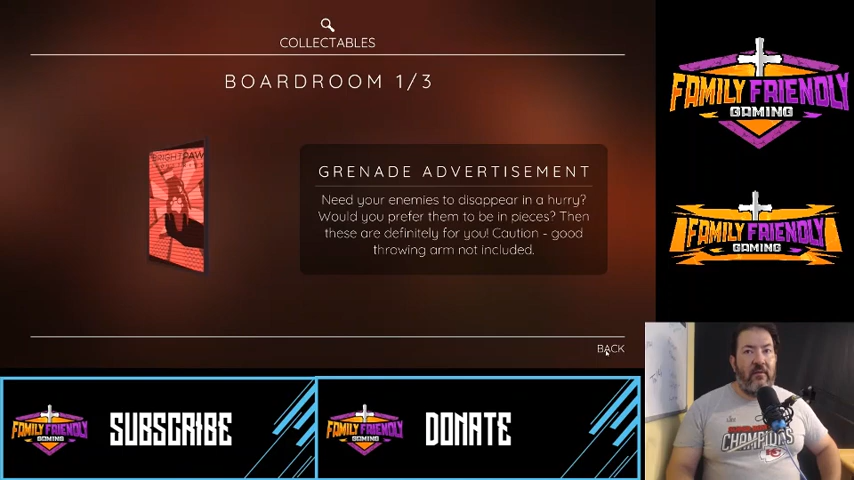 COLLECTABLES
BOARDROOM 1/3
BRIGHTPAW
GRENADE ADVERTISEMENT
Need your enemies to disappear in a hurry?
Would you prefer them to be in pieces? Then
these are definitely for you! Caution - good
throwing arm not included.
BACK
FAMILY FRIENDLY
GAMING
FAMILY FRIENDLY
GAMING
FAMILY FRIENDLY
GAMING
SUBSCRIBE
FAMILY FRIENDLY
GAMING
DONATE
CHAMPIONS